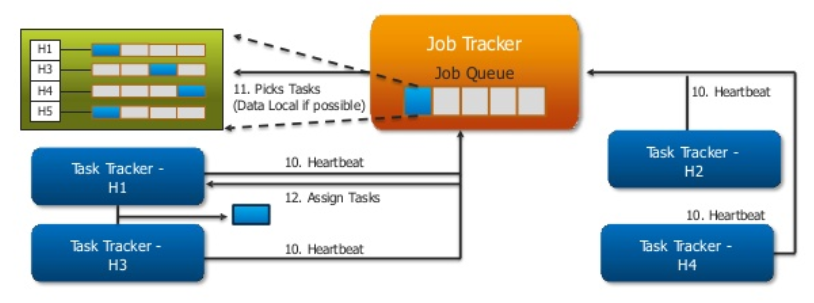 Job Tracker
Job Queue
H1
H3
H4
H5
11. Picks Tasks
(Data Local if possible)
10. Heartbeat
Task Tracker -
H1
10. Heartbeat
12. Assign Tasks
Task Tracker -
H2
Task Tracker -
H3
10. Heartbeat
10. Heartbeat
Task Tracker -
H4